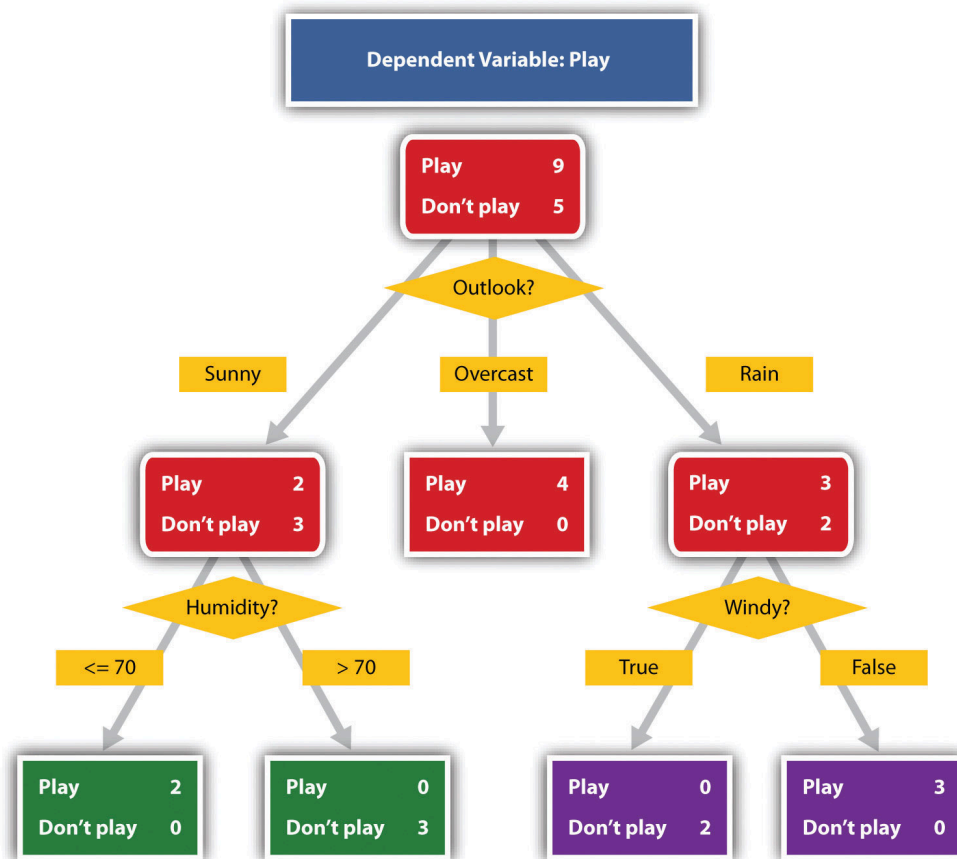 Dependent Variable: Play
Play 9
Don’t play 5
Outlook?
Sunny
Overcast
Rain
Play 2
Don’t play 3
Play 4
Don’t play 0
Play 3
Don’t play 2
Humidity?
Windy?
<= 70
> 70
True
False
Play 2
Don’t play 0
Play 0
Don’t play 3
Play 0
Don’t play 2
Play 3
Don’t play 0